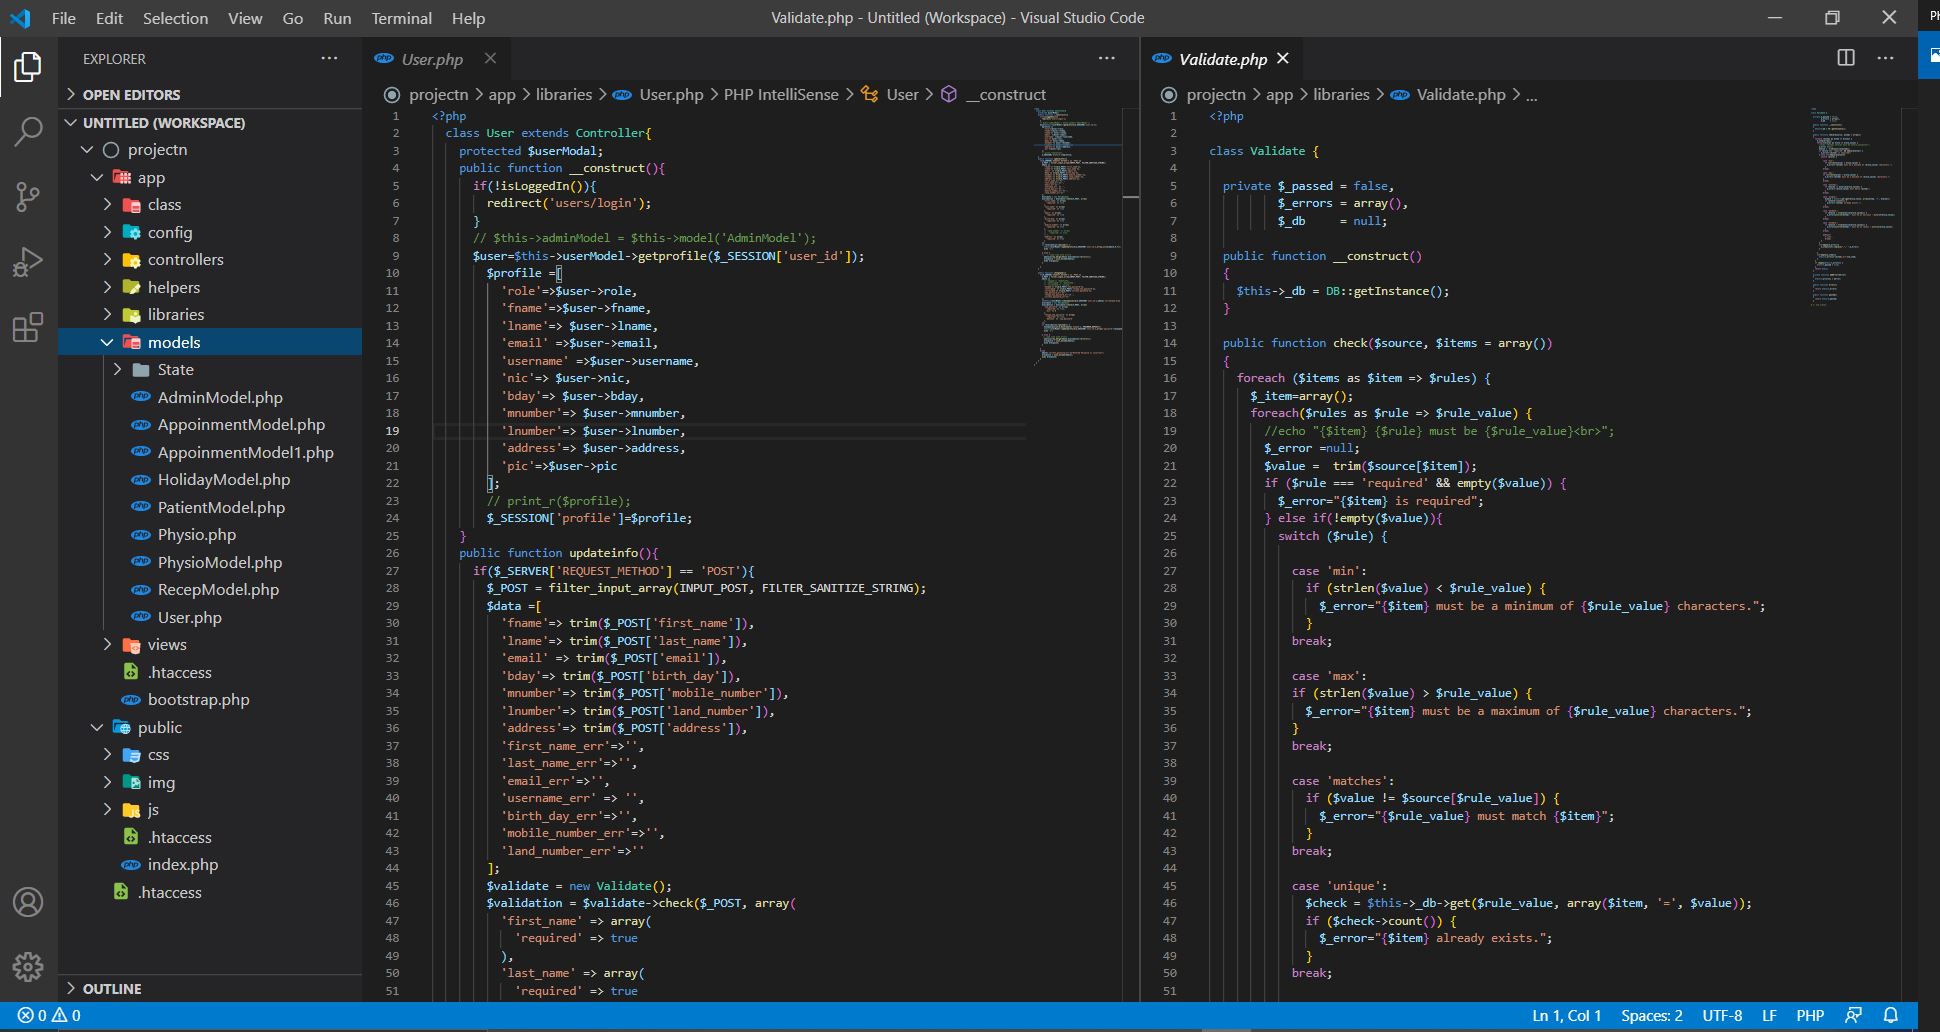 File Edit Selection View Go Run Terminal Help
Validate.php - Untitled (Workspace) - Visual Studio Code
PH
EXPLORER
OPEN EDITORS
UNTITLED (WORKSPACE)
projectn
app
class
config
controllers
helpers
libraries
models
State
AdminModel.php
AppoinmentModel.php
AppoinmentModel1.php
HolidayModel.php
PatientModel.php
Physio.php
PhysioModel.php
RecepModel.php
User.php
views
.htaccess
bootstrap.php
public
css
img
js
.htaccess
index.php
.htaccess
OUTLINE
User.php
projectn > app > libraries > User.php > PHP IntelliSense > User > __construct
1 <?php
2 class User extends Controller{
3 protected $userModal;
4 public function __construct(){
5 if(!isLoggedIn()){
6 redirect('users/login');
7 }
8 // $this->adminModel = $this->model('AdminModel');
9 $user=$this->userModel->getprofile($_SESSION['user_id']);
10 $profile =[
11 'role'=>$user->role,
12 'fname'=>$user->fname,
13 'lname'=> $user->lname,
14 'email' =>$user->email,
15 'username' =>$user->username,
16 'nic'=> $user->nic,
17 'bday'=> $user->bday,
18 'mnumber'=> $user->mnumber,
19 'lnumber'=> $user->lnumber,
20 'address'=> $user->address,
21 'pic'=>$user->pic
22 ];
23 // print_r($profile);
24 $_SESSION['profile']=$profile;
25 }
26 public function updateinfo(){
27 if($_SERVER['REQUEST_METHOD'] == 'POST'){
28 $_POST = filter_input_array(INPUT_POST, FILTER_SANITIZE_STRING);
29 $data =[
30 'fname'=> trim($_POST['first_name']),
31 'lname'=> trim($_POST['last_name']),
32 'email' => trim($_POST['email']),
33 'bday'=> trim($_POST['birth_day']),
34 'mnumber'=> trim($_POST['mobile_number']),
35 'lnumber'=> trim($_POST['land_number']),
36 'address'=> trim($_POST['address']),
37 'first_name_err'=>'',
38 'last_name_err'=>'',
39 'email_err'=>'',
40 'username_err' => '',
41 'birth_day_err'=>'',
42 'mobile_number_err'=>'',
43 'land_number_err'=>''
44 ];
45 $validate = new Validate();
46 $validation = $validate->check($_POST, array(
47 'first_name' => array(
48 'required' => true
49 ),
50 'last_name' => array(
51 'required' => true
Validate.php
projectn > app > libraries > Validate.php > ...
1 <?php
2
3 class Validate {
4
5 private $_passed = false,
6 $_errors = array(),
7 $_db = null;
8
9 public function __construct()
10 {
11 $this->_db = DB::getInstance();
12 }
13
14 public function check($source, $items = array())
15 {
16 foreach ($items as $item => $rules) {
17 $_item=array();
18 foreach($rules as $rule => $rule_value) {
19 //echo "{$item} {$rule} must be {$rule_value}<br>";
20 $_error =null;
21 $value = trim($source[$item]);
22 if ($rule === 'required' && empty($value)) {
23 $_error="{$item} is required";
24 } else if(!empty($value)){
25 switch ($rule) {
26
27 case 'min':
28 if (strlen($value) < $rule_value) {
29 $_error="{$item} must be a minimum of {$rule_value} characters.";
30 }
31 break;
32
33 case 'max':
34 if (strlen($value) > $rule_value) {
35 $_error="{$item} must be a maximum of {$rule_value} characters.";
36 }
37 break;
38
39 case 'matches':
40 if ($value != $source[$rule_value]) {
41 $_error="{$rule_value} must match {$item}";
42 }
43 break;
44
45 case 'unique':
46 $check = $this->_db->get($rule_value, array($item, '=', $value));
47 if ($check->count()) {
48 $_error="{$item} already exists.";
49 }
50 break;
51
0 0
Ln 1, Col 1 Spaces: 2 UTF-8 LF PHP